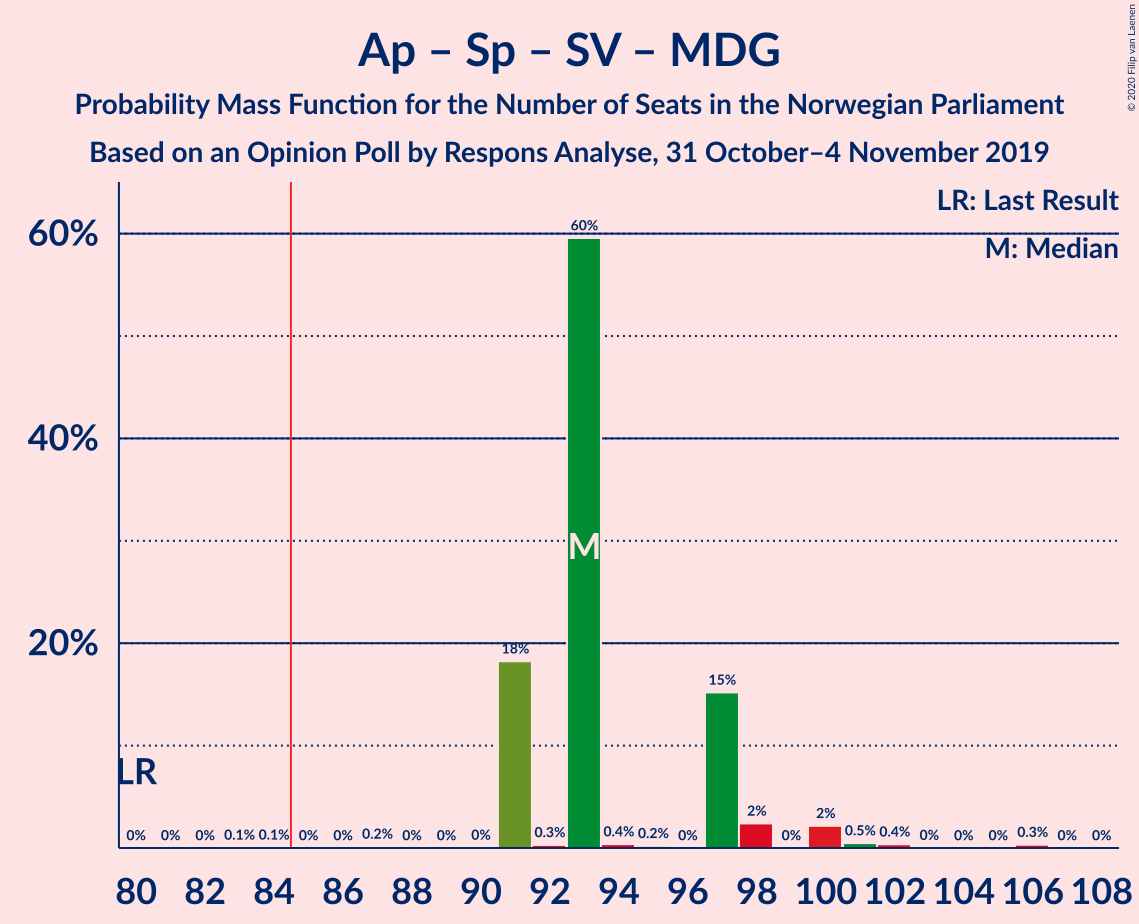 Ap – Sp – SV – MDG
Probability Mass Function for the Number of Seats in the Norwegian Parliament
Based on an Opinion Poll by Respons Analyse, 31 October–4 November 2019
© 2020 Filip van Laenen
LR: Last Result
M: Median
60%
40%
20%
60%
M
18%
15%
LR
0% 0% 0% 0.1% 0.1% 0% 0% 0.2% 0% 0% 0% 0.3% 0.4% 0.2% 0% 2% 0% 2% 0.5% 0.4% 0% 0% 0% 0.3% 0% 0%
80 82 84 86 88 90 92 94 96 98 100 102 104 106 108